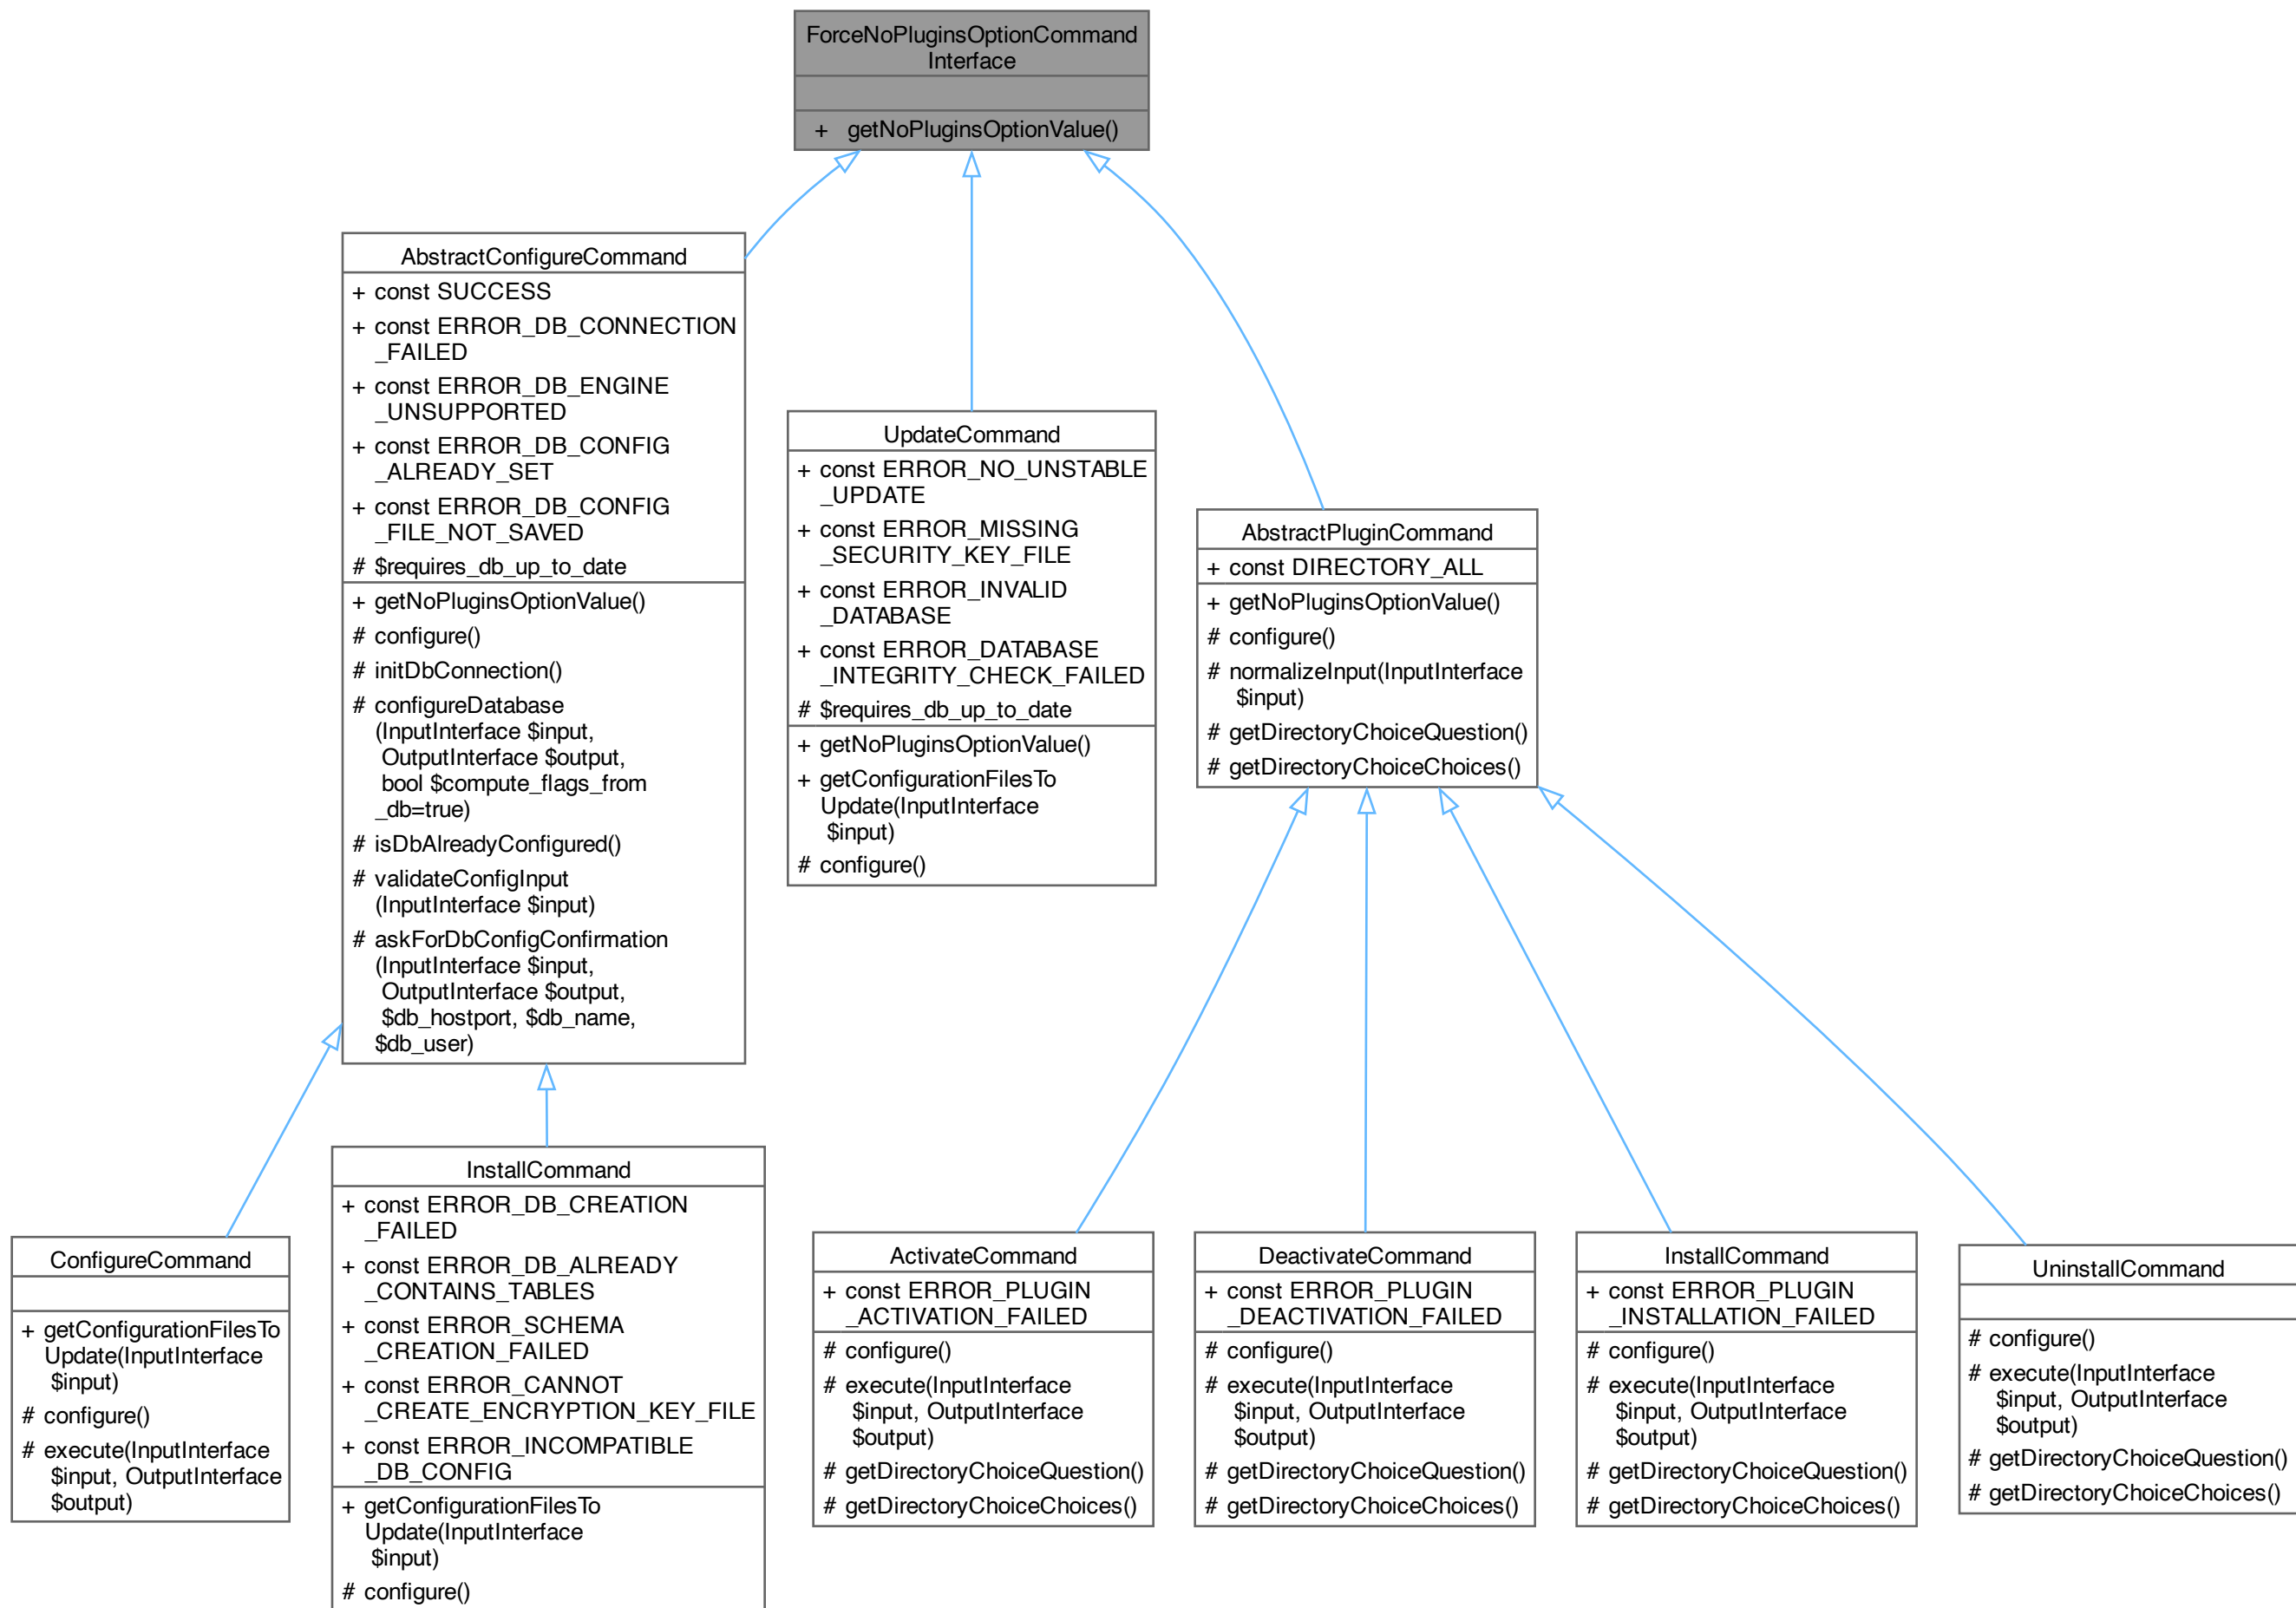 ForceNoPluginsOptionCommand
Interface
+ getNoPluginsOptionValue()
AbstractConfigureCommand
+ const SUCCESS
+ const ERROR_DB_CONNECTION
_FAILED
+ const ERROR_DB_ENGINE
_UNSUPPORTED
+ const ERROR_DB_CONFIG
_ALREADY_SET
+ const ERROR_DB_CONFIG
_FILE_NOT_SAVED
# $requires_db_up_to_date
+ getNoPluginsOptionValue()
# configure()
# initDbConnection()
# configureDatabase
(InputInterface $input,
OutputInterface $output,
bool $compute_flags_from
_db=true)
# isDbAlreadyConfigured()
# validateConfigInput
(InputInterface $input)
# askForDbConfigConfirmation
(InputInterface $input,
OutputInterface $output,
$db_hostport, $db_name,
$db_user)
UpdateCommand
+ const ERROR_NO_UNSTABLE
_UPDATE
+ const ERROR_MISSING
_SECURITY_KEY_FILE
+ const ERROR_INVALID
_DATABASE
+ const ERROR_DATABASE
_INTEGRITY_CHECK_FAILED
# $requires_db_up_to_date
+ getNoPluginsOptionValue()
+ getConfigurationFilesTo
Update(InputInterface
$input)
# configure()
AbstractPluginCommand
+ const DIRECTORY_ALL
+ getNoPluginsOptionValue()
# configure()
# normalizeInput(InputInterface
$input)
# getDirectoryChoiceQuestion()
# getDirectoryChoiceChoices()
ConfigureCommand
+ getConfigurationFilesTo
Update(InputInterface
$input)
# configure()
# execute(InputInterface
$input, OutputInterface
$output)
InstallCommand
+ const ERROR_DB_CREATION
_FAILED
+ const ERROR_DB_ALREADY
_CONTAINS_TABLES
+ const ERROR_SCHEMA
_CREATION_FAILED
+ const ERROR_CANNOT
_CREATE_ENCRYPTION_KEY_FILE
+ const ERROR_INCOMPATIBLE
_DB_CONFIG
+ getConfigurationFilesTo
Update(InputInterface
$input)
# configure()
ActivateCommand
+ const ERROR_PLUGIN
_ACTIVATION_FAILED
# configure()
# execute(InputInterface
$input, OutputInterface
$output)
# getDirectoryChoiceQuestion()
# getDirectoryChoiceChoices()
DeactivateCommand
+ const ERROR_PLUGIN
_DEACTIVATION_FAILED
# configure()
# execute(InputInterface
$input, OutputInterface
$output)
# getDirectoryChoiceQuestion()
# getDirectoryChoiceChoices()
InstallCommand
+ const ERROR_PLUGIN
_INSTALLATION_FAILED
# configure()
# execute(InputInterface
$input, OutputInterface
$output)
# getDirectoryChoiceQuestion()
# getDirectoryChoiceChoices()
UninstallCommand
# configure()
# execute(InputInterface
$input, OutputInterface
$output)
# getDirectoryChoiceQuestion()
# getDirectoryChoiceChoices()